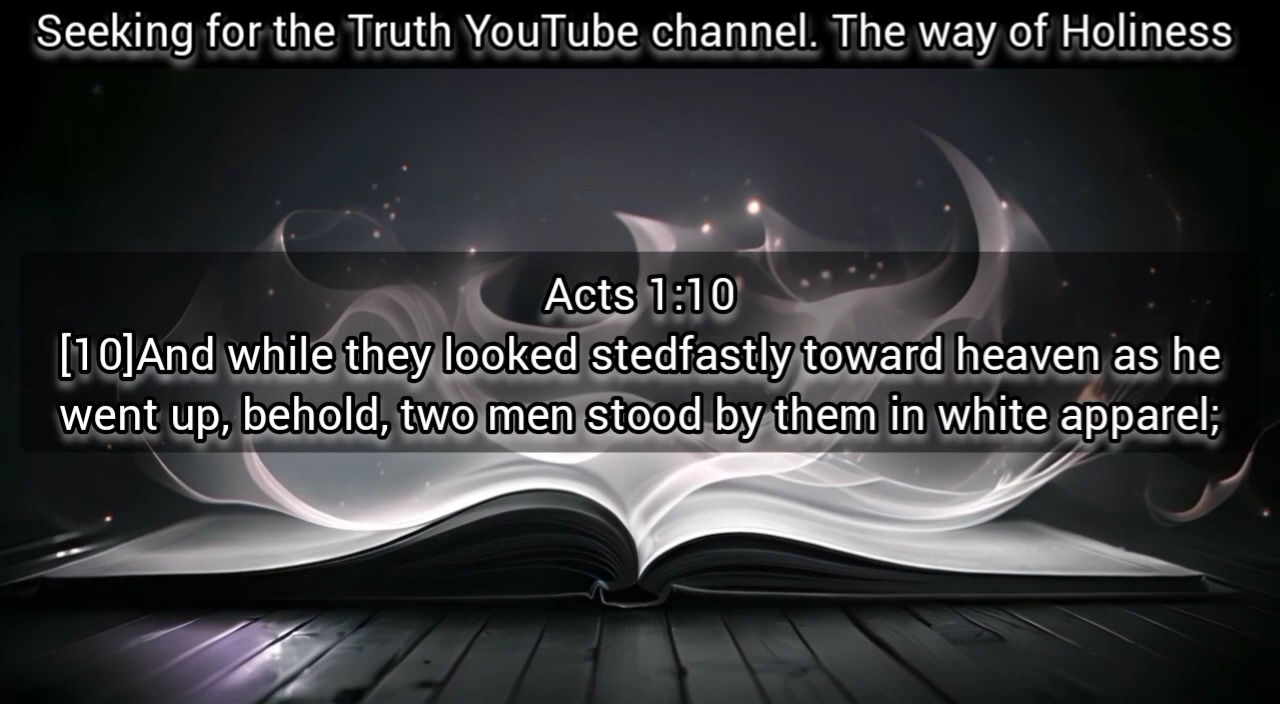 Seeking for the Truth YouTube channel. The way of Holiness
Acts 1:10
[10]And while they looked stedfastly toward heaven as he
went up, behold, two men stood by them in white apparel;